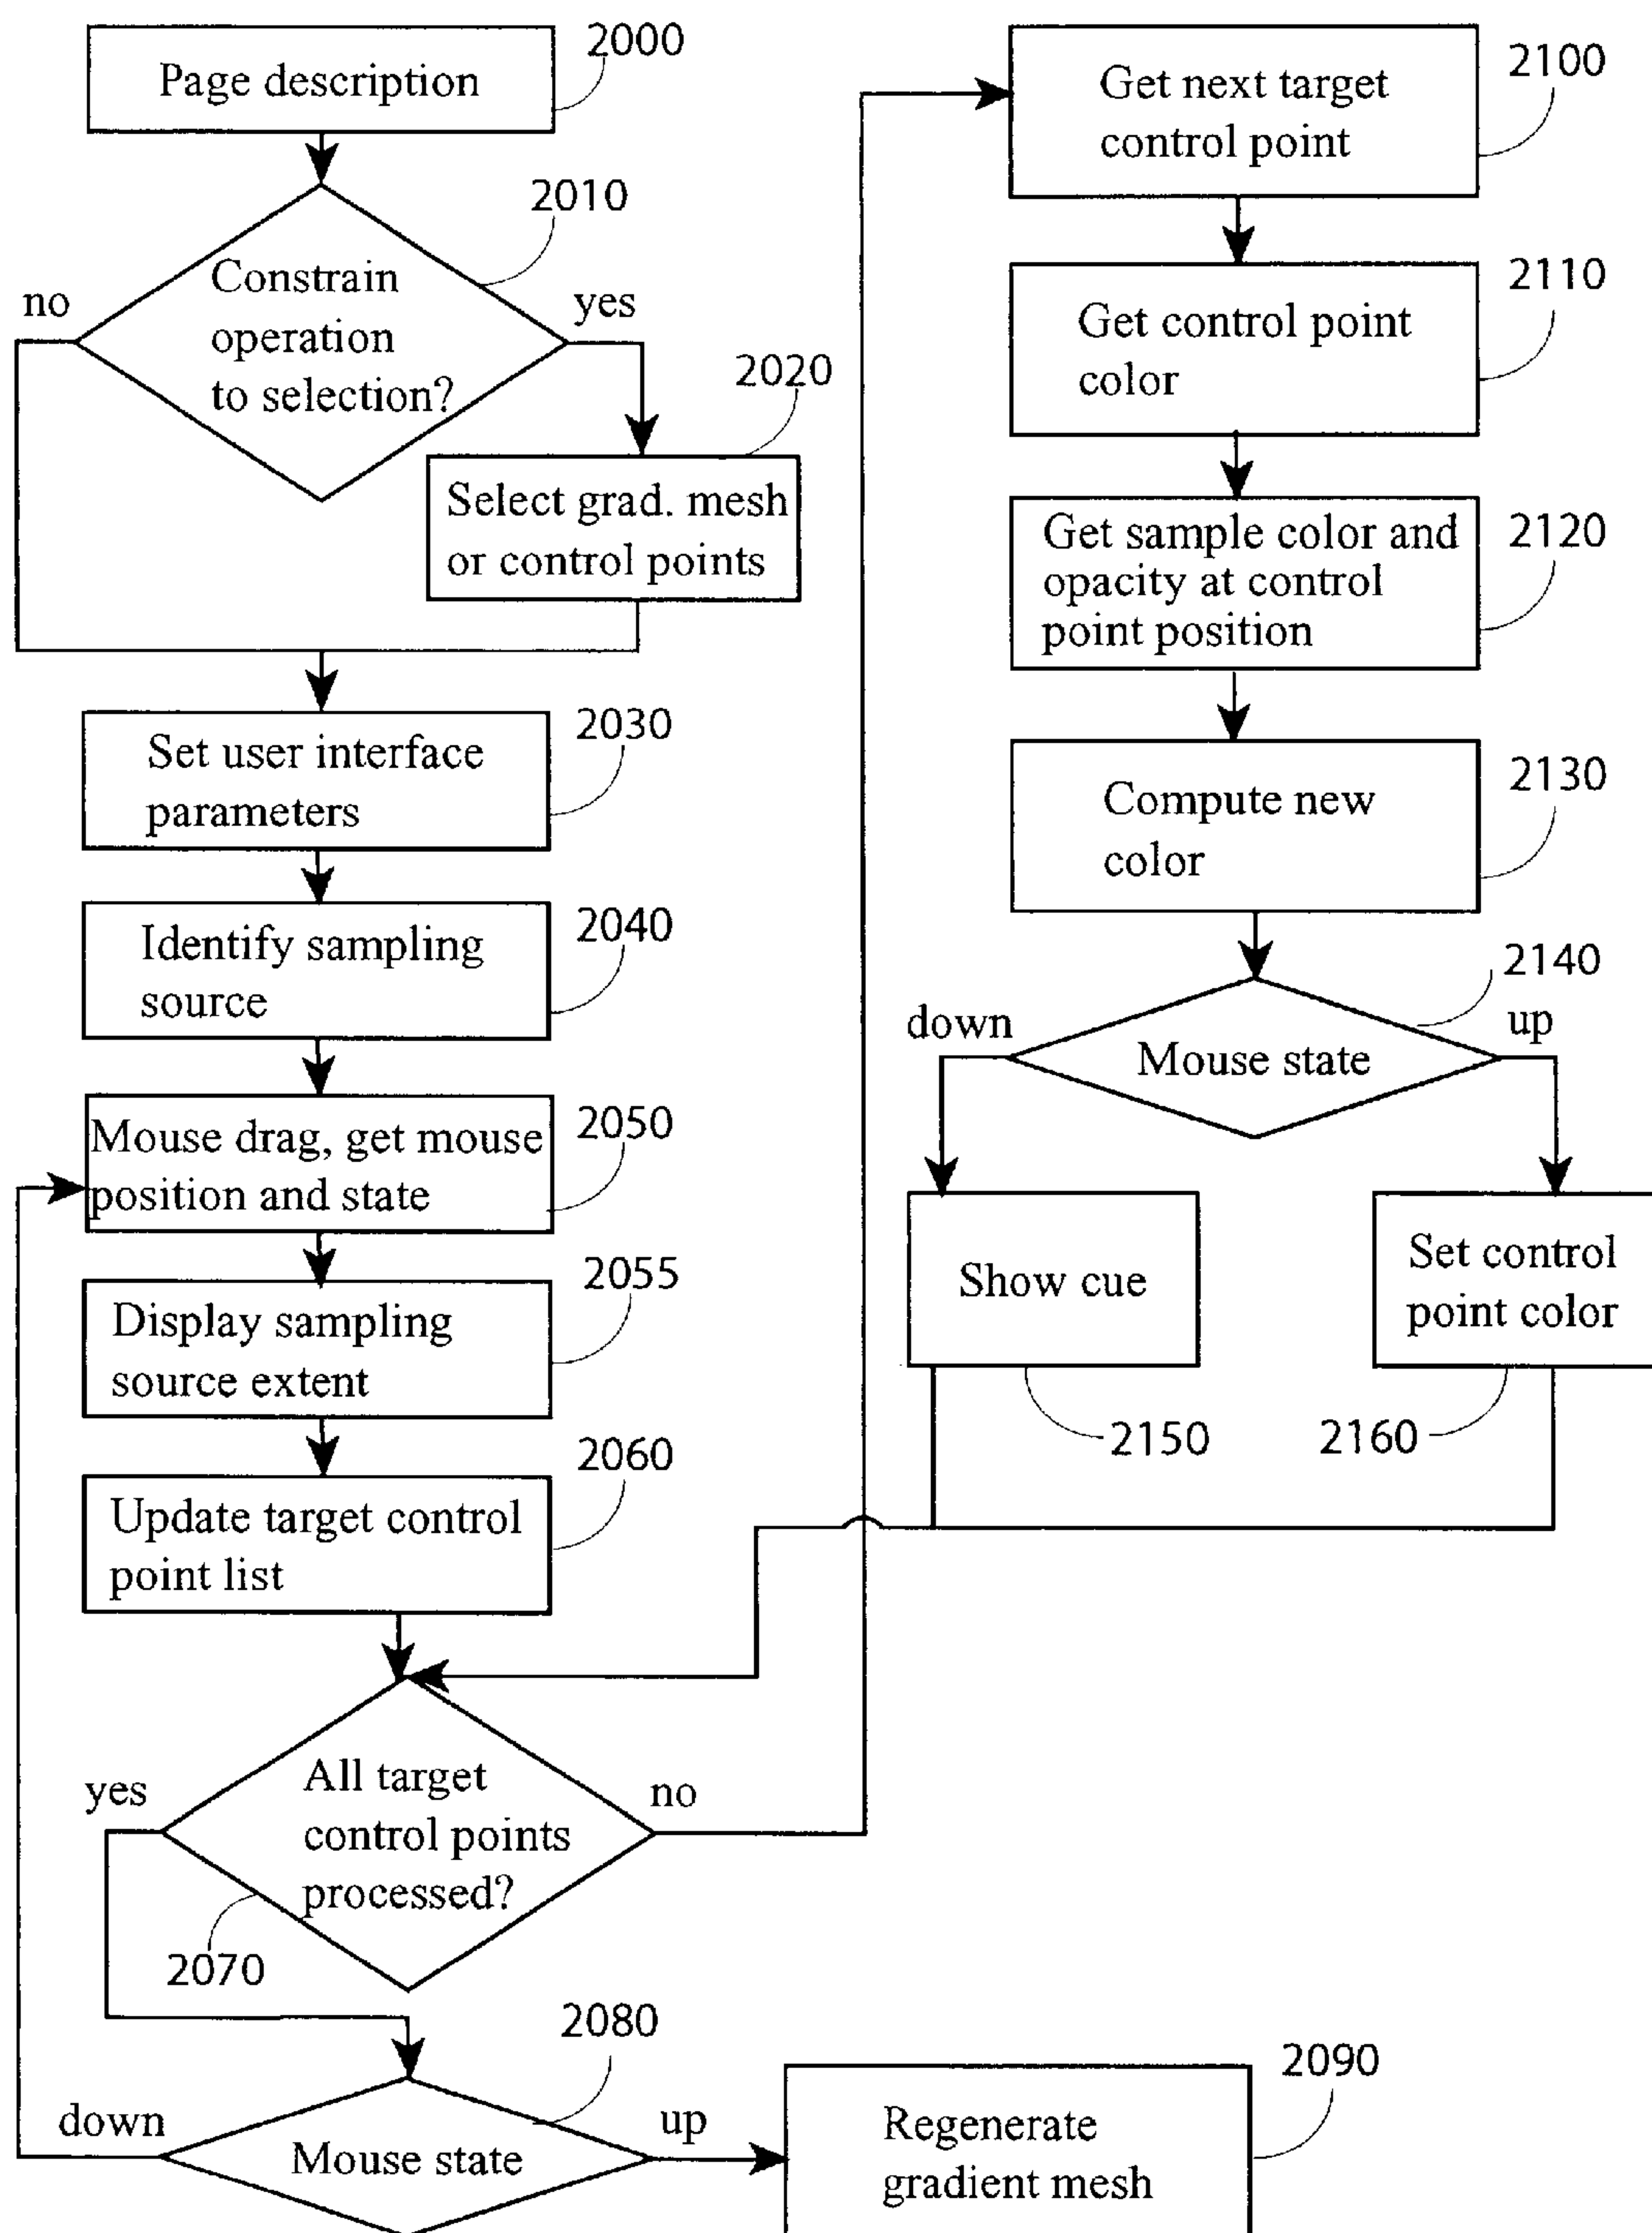 Page description
2000
2010
Constrain
operation
to selection?
no
yes
2020
Select grad. mesh
or control points
2030
Set user interface
parameters
2040
Identify sampling
source
2050
Mouse drag, get mouse
position and state
2055
Display sampling
source extent
2060
Update target control
point list
All target
control points
processed?
yes
no
2070
2080
Mouse state
down
up
2090
Regenerate
gradient mesh
Get next target
control point
2100
Get control point
color
2110
Get sample color and
opacity at control
point position
2120
Compute new
color
2130
2140
Mouse state
down
up
Show cue
2150
Set control
point color
2160